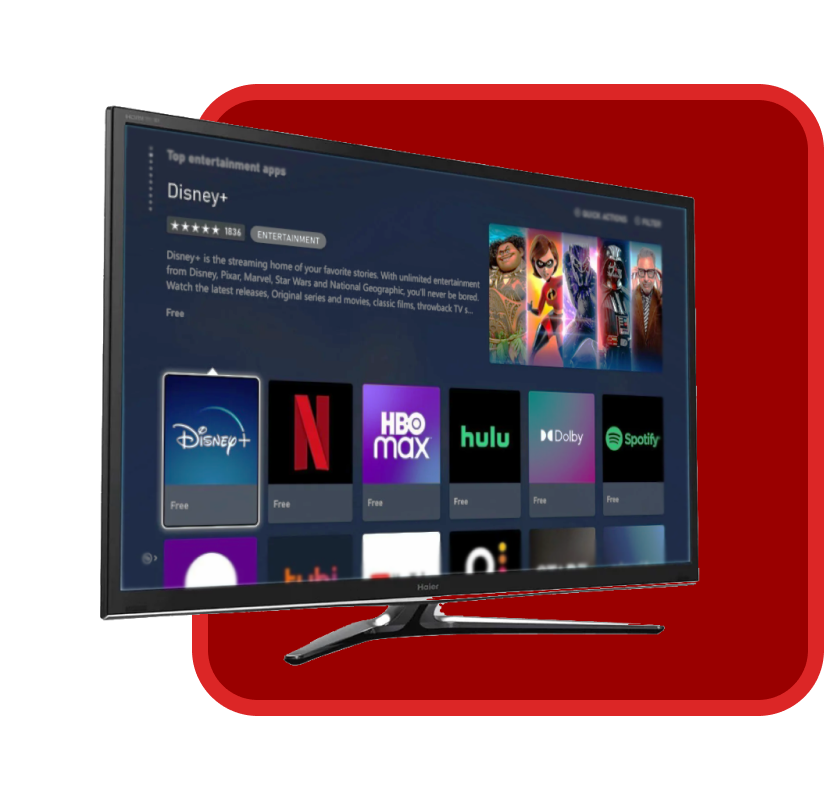 Top entertainment apps
Disney+
★★★★★ 1836 ENTERTAINMENT
QUICK ACTIONS FILTER
Disney+ is the streaming home of your favorite stories. With unlimited entertainment
from Disney, Pixar, Marvel, Star Wars and National Geographic, you'll never be bored.
Watch the latest releases, Original series and movies, classic films, throwback TV s...
Free
Disney+ N HBO max hulu Dolby Spotify
Free Free Free Free Free Free
tubi
Haier